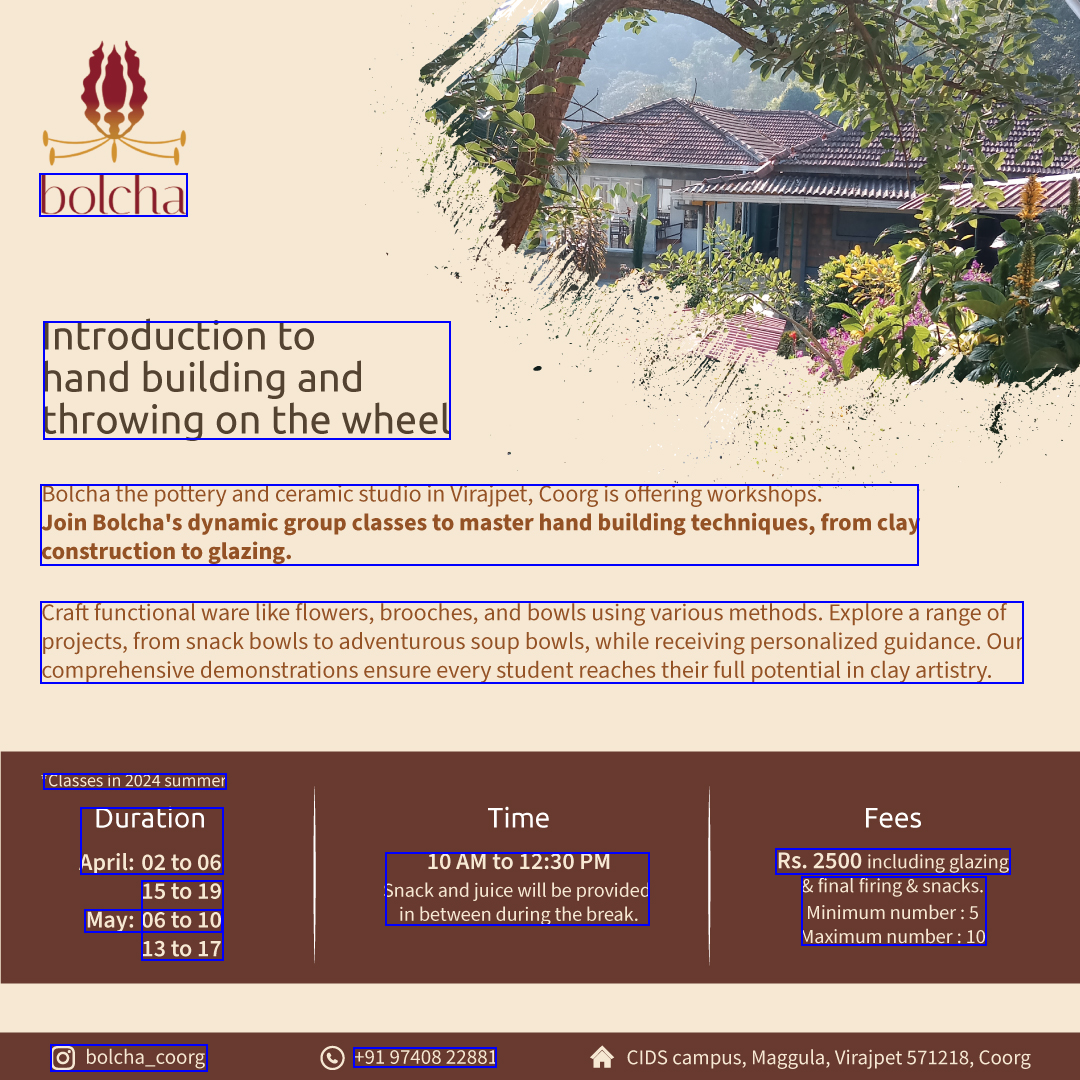 bolcha
Introduction to
hand building and
throwing on the wheel
Bolcha the pottery and ceramic studio in Virajpet, Coorg is offering workshops.
Join Bolcha's dynamic group classes to master hand building techniques, from clay
construction to glazing.
Craft functional ware like flowers, brooches, and bowls using various methods. Explore a range of
projects, from snack bowls to adventurous soup bowls, while receiving personalized guidance. Our
comprehensive demonstrations ensure every student reaches their full potential in clay artistry.
*Classes in 2024 summer
Duration
April: 02 to 06
15 to 19
May: 06 to 10
13 to 17
Time
10 AM to 12:30 PM
Snack and juice will be provided
in between during the break.
Fees
Rs. 2500 including glazing
& final firing & snacks.
Minimum number : 5
Maximum number : 10
bolcha_coorg
+91 97408 22881
CIDS campus, Maggula, Virajpet 571218, Coorg